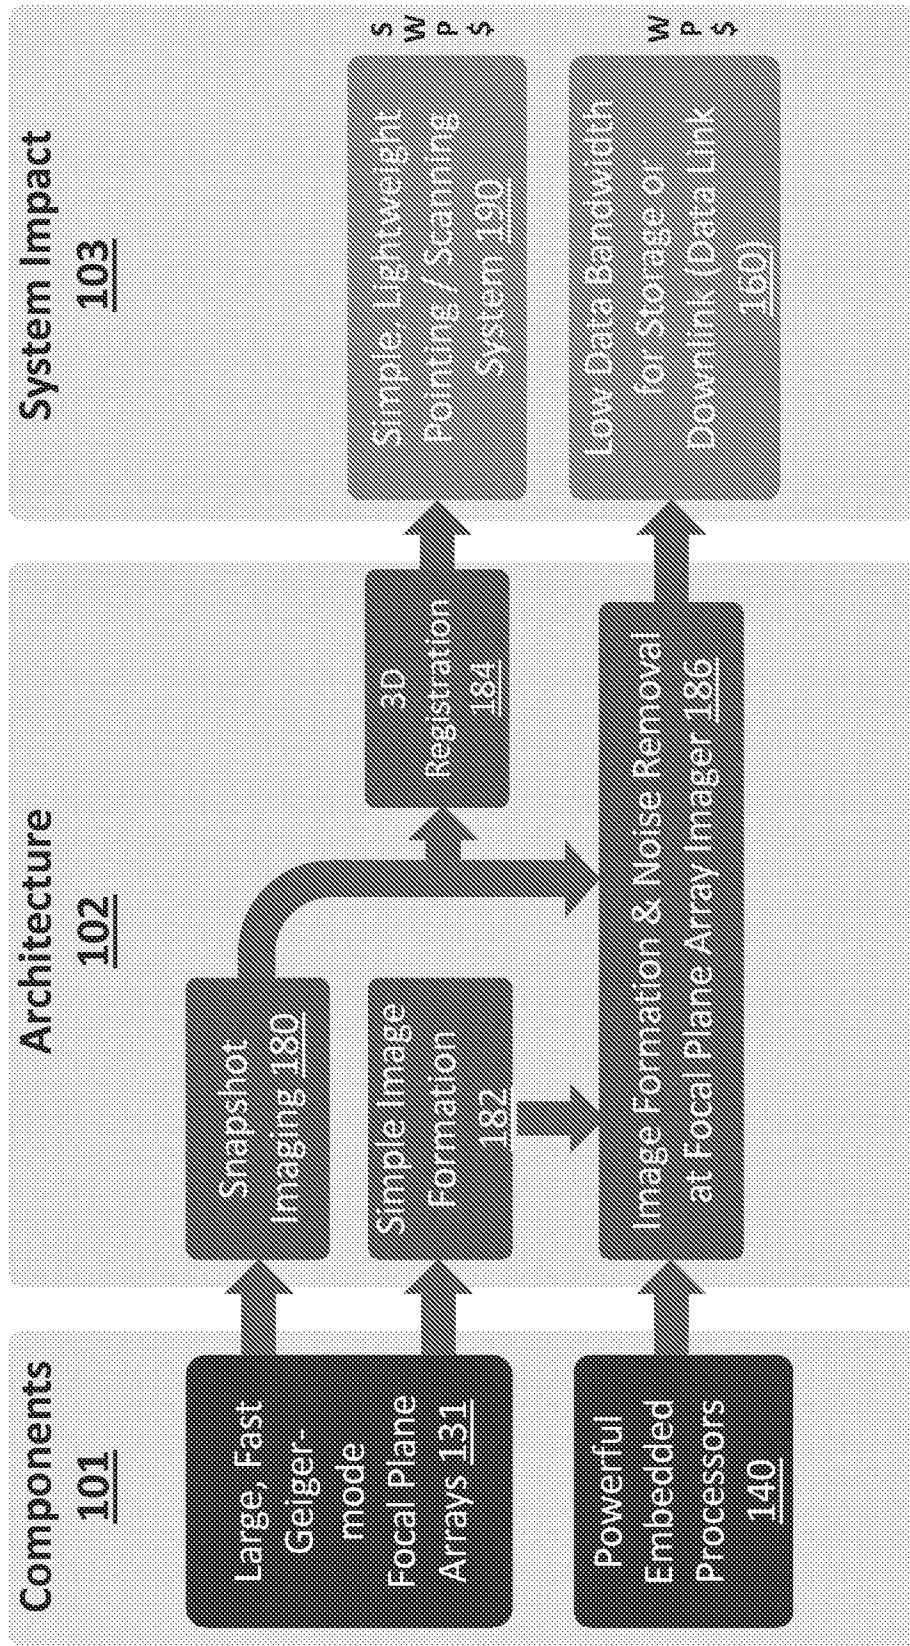 Components
101
Large, Fast
Geiger-
mode
Focal Plane
Arrays 131
Powerful
Embedded
Processors
140
Architecture
102
Snapshot
Imaging 180
Simple Image
Formation
182
3D
Registration
184
Image Formation & Noise Removal
at Focal Plane Array Imager 186
System Impact
103
Simple, Lightweight
Pointing / Scanning
System 190
S
W
P
$
Low Data Bandwidth
for Storage or
Downlink (Data Link
160)
W
P
$